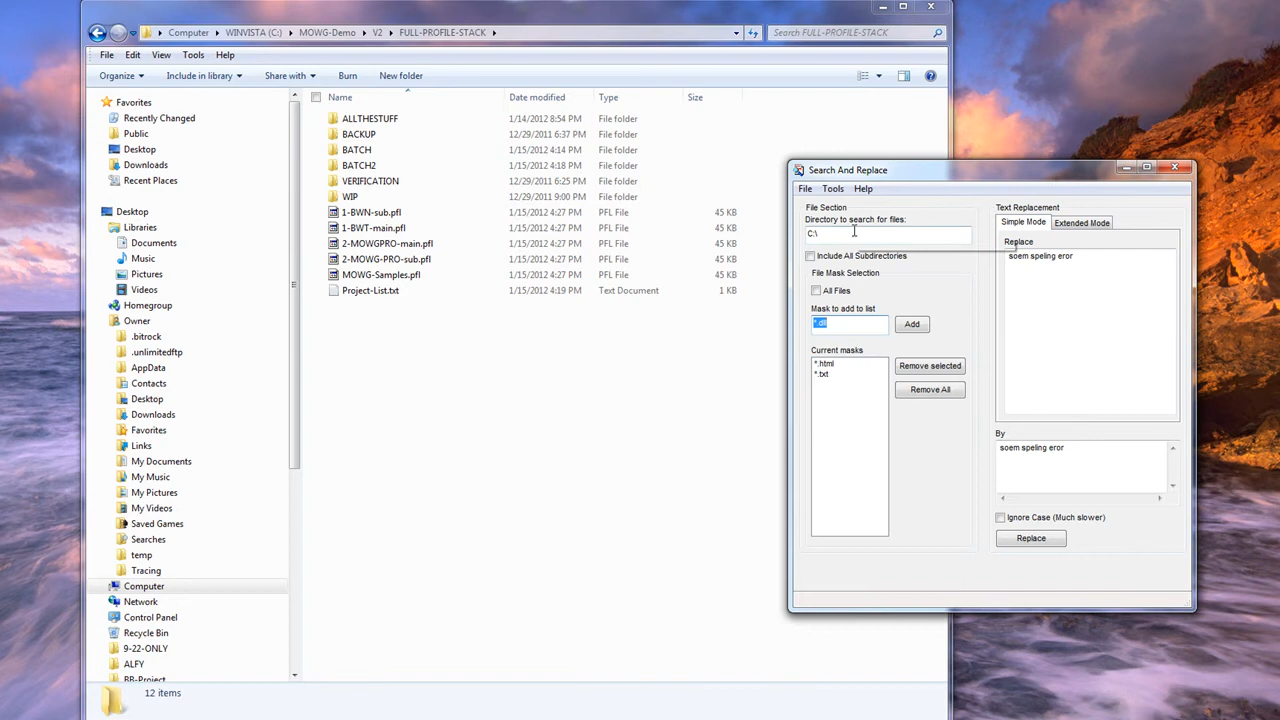 Computer ▸ WINVISTA (C:) ▸ MOWG-Demo ▸ V2 ▸ FULL-PROFILE-STACK ▸
Search FULL-PROFILE-STACK
File Edit View Tools Help
Organize Include in library Share with Burn New folder
Name Date modified Type Size
Favorites
Recently Changed
Public
Desktop
Downloads
Recent Places
Desktop
Libraries
Documents
Music
Pictures
Videos
Homegroup
Owner
.bitrock
.unlimitedftp
AppData
Contacts
Desktop
Downloads
Favorites
Links
My Documents
My Music
My Pictures
My Videos
Saved Games
Searches
temp
Tracing
Computer
Network
Control Panel
Recycle Bin
9-22-ONLY
ALFY
BB-Project
ALLTHESTUFF 1/14/2012 8:54 PM File folder
BACKUP 12/29/2011 6:37 PM File folder
BATCH 1/15/2012 4:14 PM File folder
BATCH2 1/15/2012 4:18 PM File folder
VERIFICATION 12/29/2011 6:25 PM File folder
WIP 12/29/2011 9:00 PM File folder
1-BWN-sub.pfl 1/15/2012 4:27 PM PFL File 45 KB
1-BWT-main.pfl 1/15/2012 4:27 PM PFL File 45 KB
2-MOWGPRO-main.pfl 1/15/2012 4:27 PM PFL File 45 KB
2-MOWG-PRO-sub.pfl 1/15/2012 4:27 PM PFL File 45 KB
MOWG-Samples.pfl 1/15/2012 4:27 PM PFL File 45 KB
Project-List.txt 1/15/2012 4:19 PM Text Document 1 KB
12 items
Search And Replace
File Tools Help
File Section
Directory to search for files:
C:\
Include All Subdirectories
File Mask Selection
All Files
Mask to add to list
*.dll
Add
Current masks
*.html
*.txt
Remove selected
Remove All
Text Replacement
Simple Mode Extended Mode
Replace
soem speling eror
By
soem speling eror
Ignore Case (Much slower)
Replace